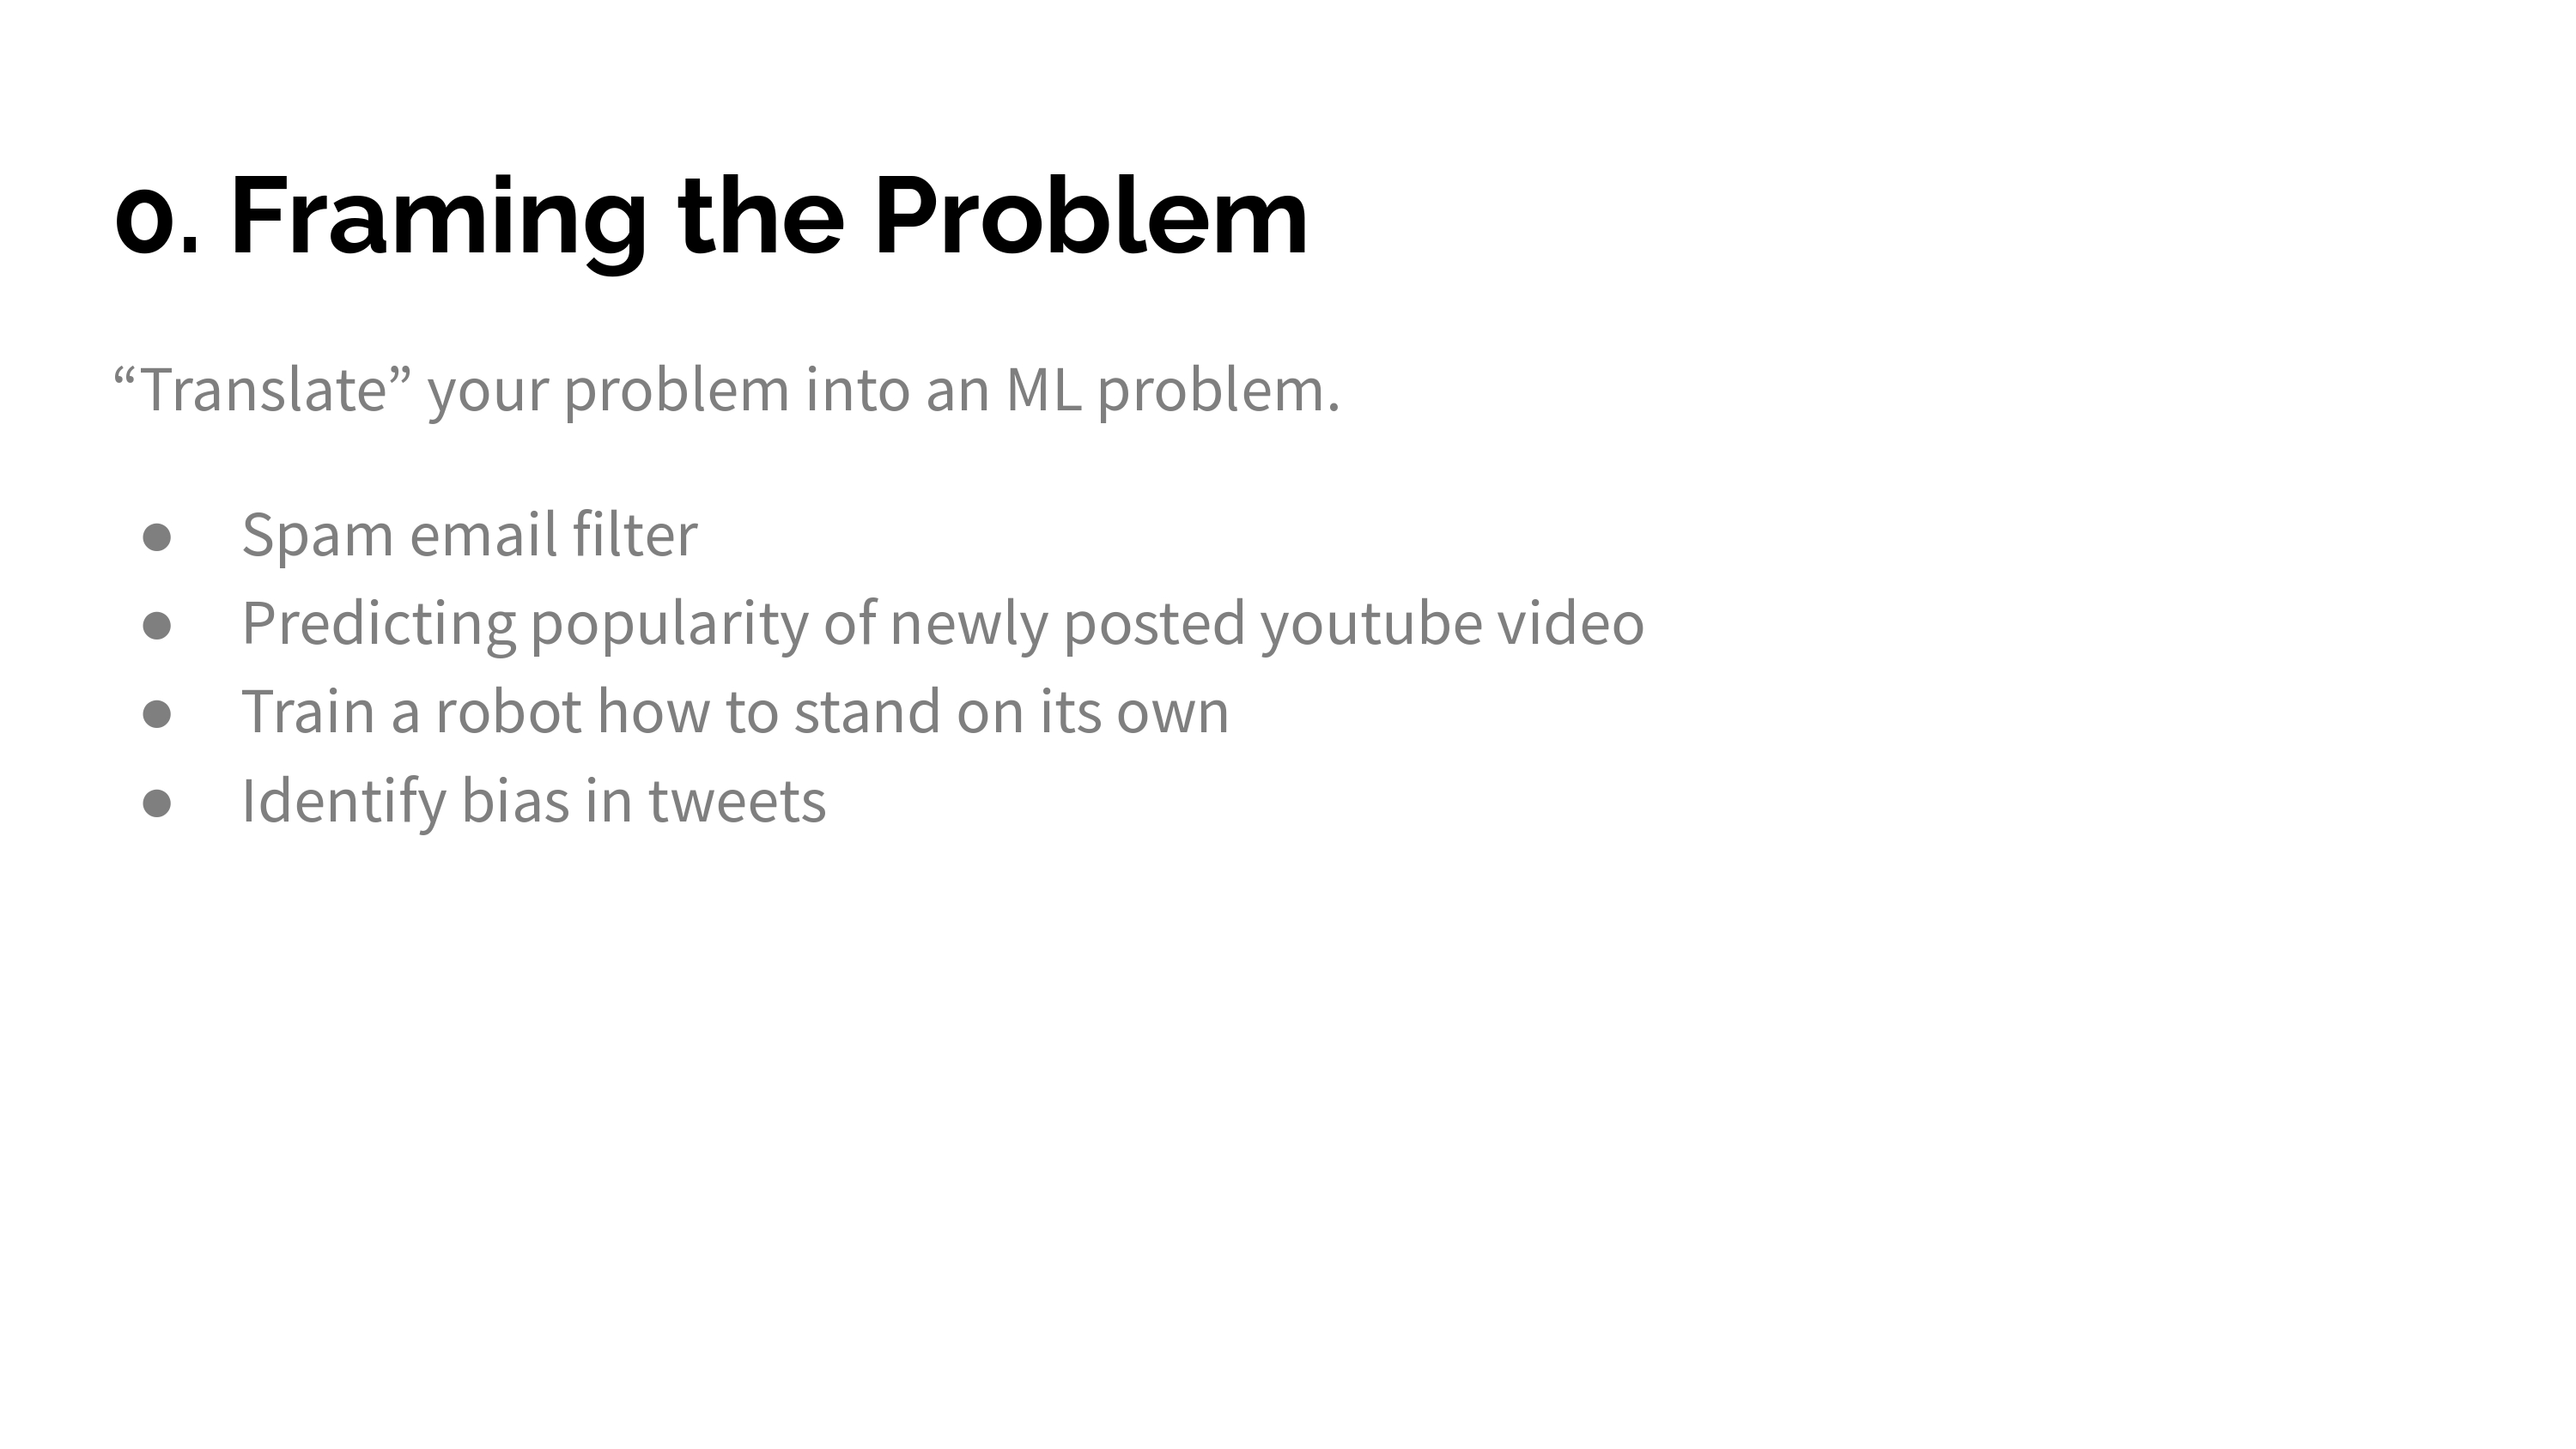 0. Framing the Problem
“Translate” your problem into an ML problem.
● Spam email filter
● Predicting popularity of newly posted youtube video
● Train a robot how to stand on its own
● Identify bias in tweets